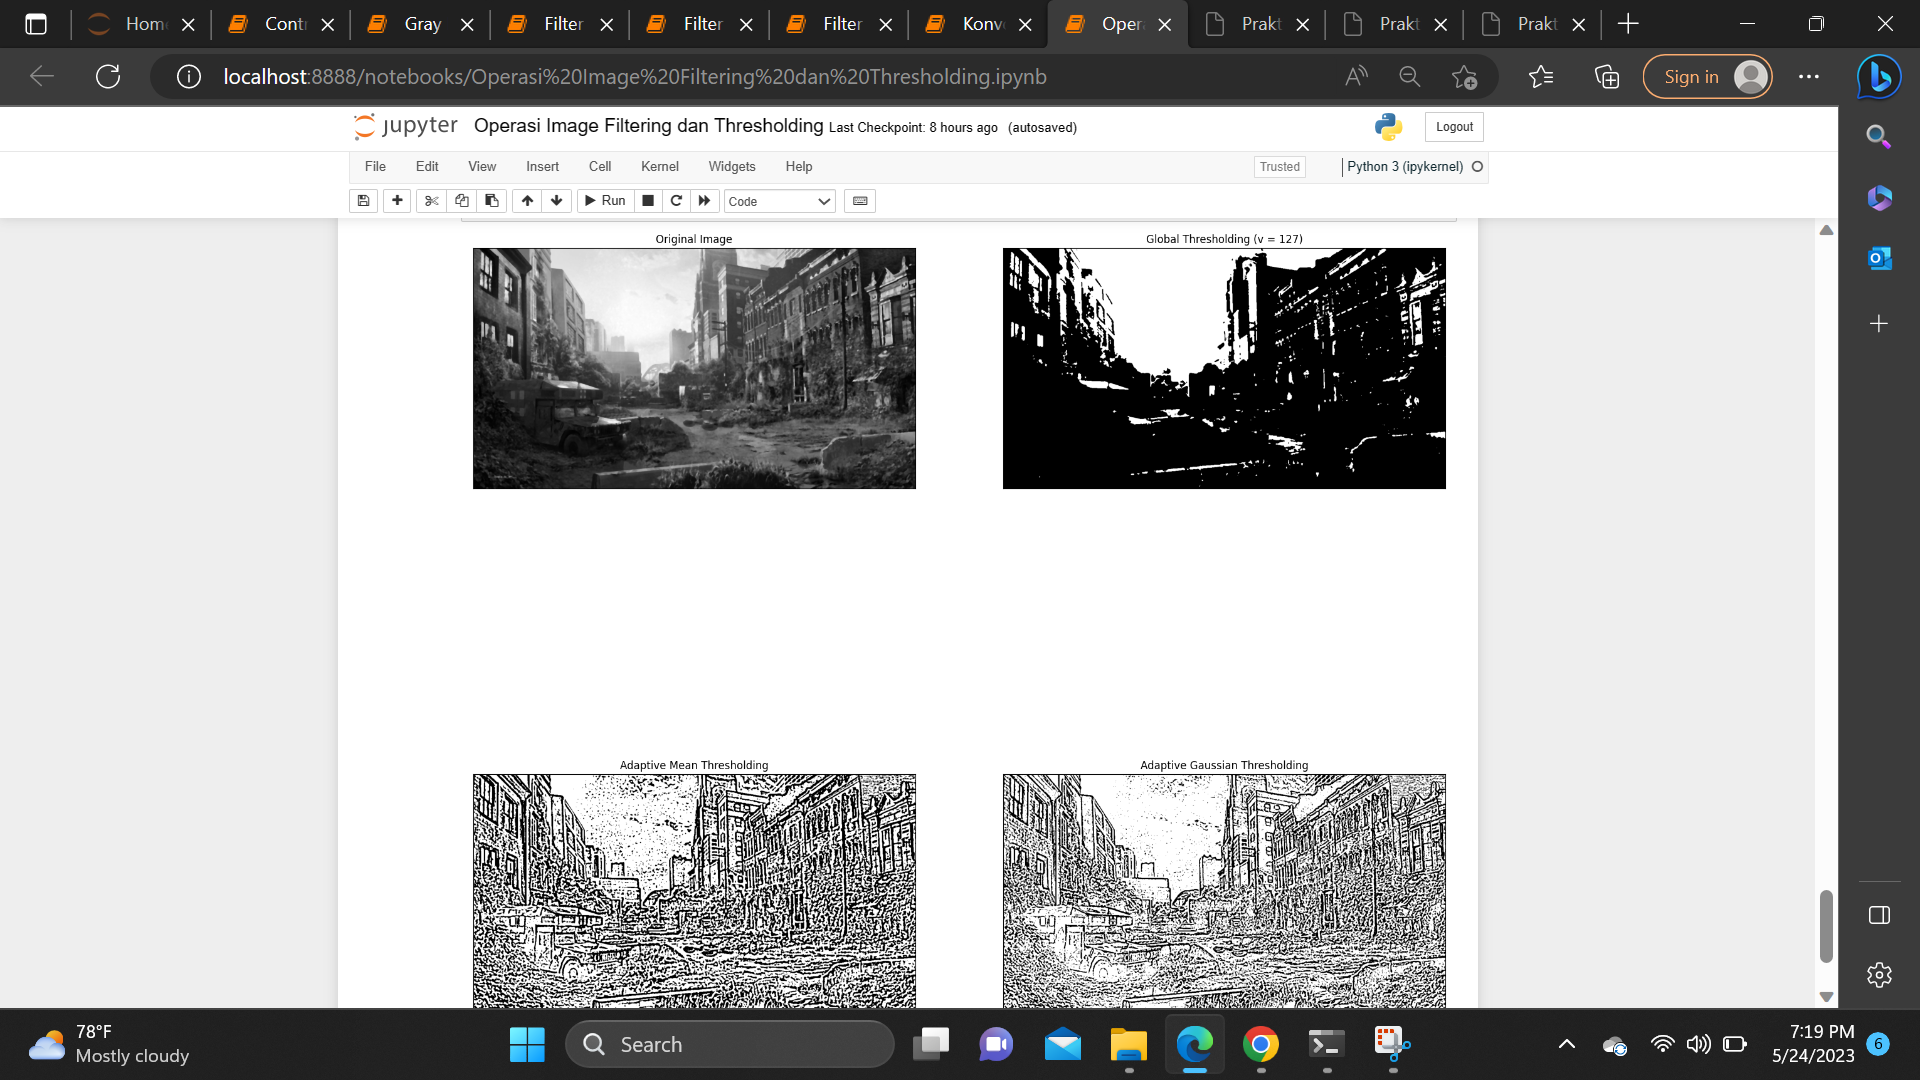 Home
Contr
Gray
Filter
Filter
Filter
Konv
Opera
Prakt
Prakt
Prakt
localhost:8888/notebooks/Operasi%20Image%20Filtering%20dan%20Thresholding.ipynb
Sign in
jupyter Operasi Image Filtering dan Thresholding Last Checkpoint: 8 hours ago (autosaved)
Logout
File Edit View Insert Cell Kernel Widgets Help
Trusted
Python 3 (ipykernel)
Run
Code
Original Image
Global Thresholding (v = 127)
Adaptive Mean Thresholding
Adaptive Gaussian Thresholding
78°F
Mostly cloudy
Search
7:19 PM
5/24/2023
6